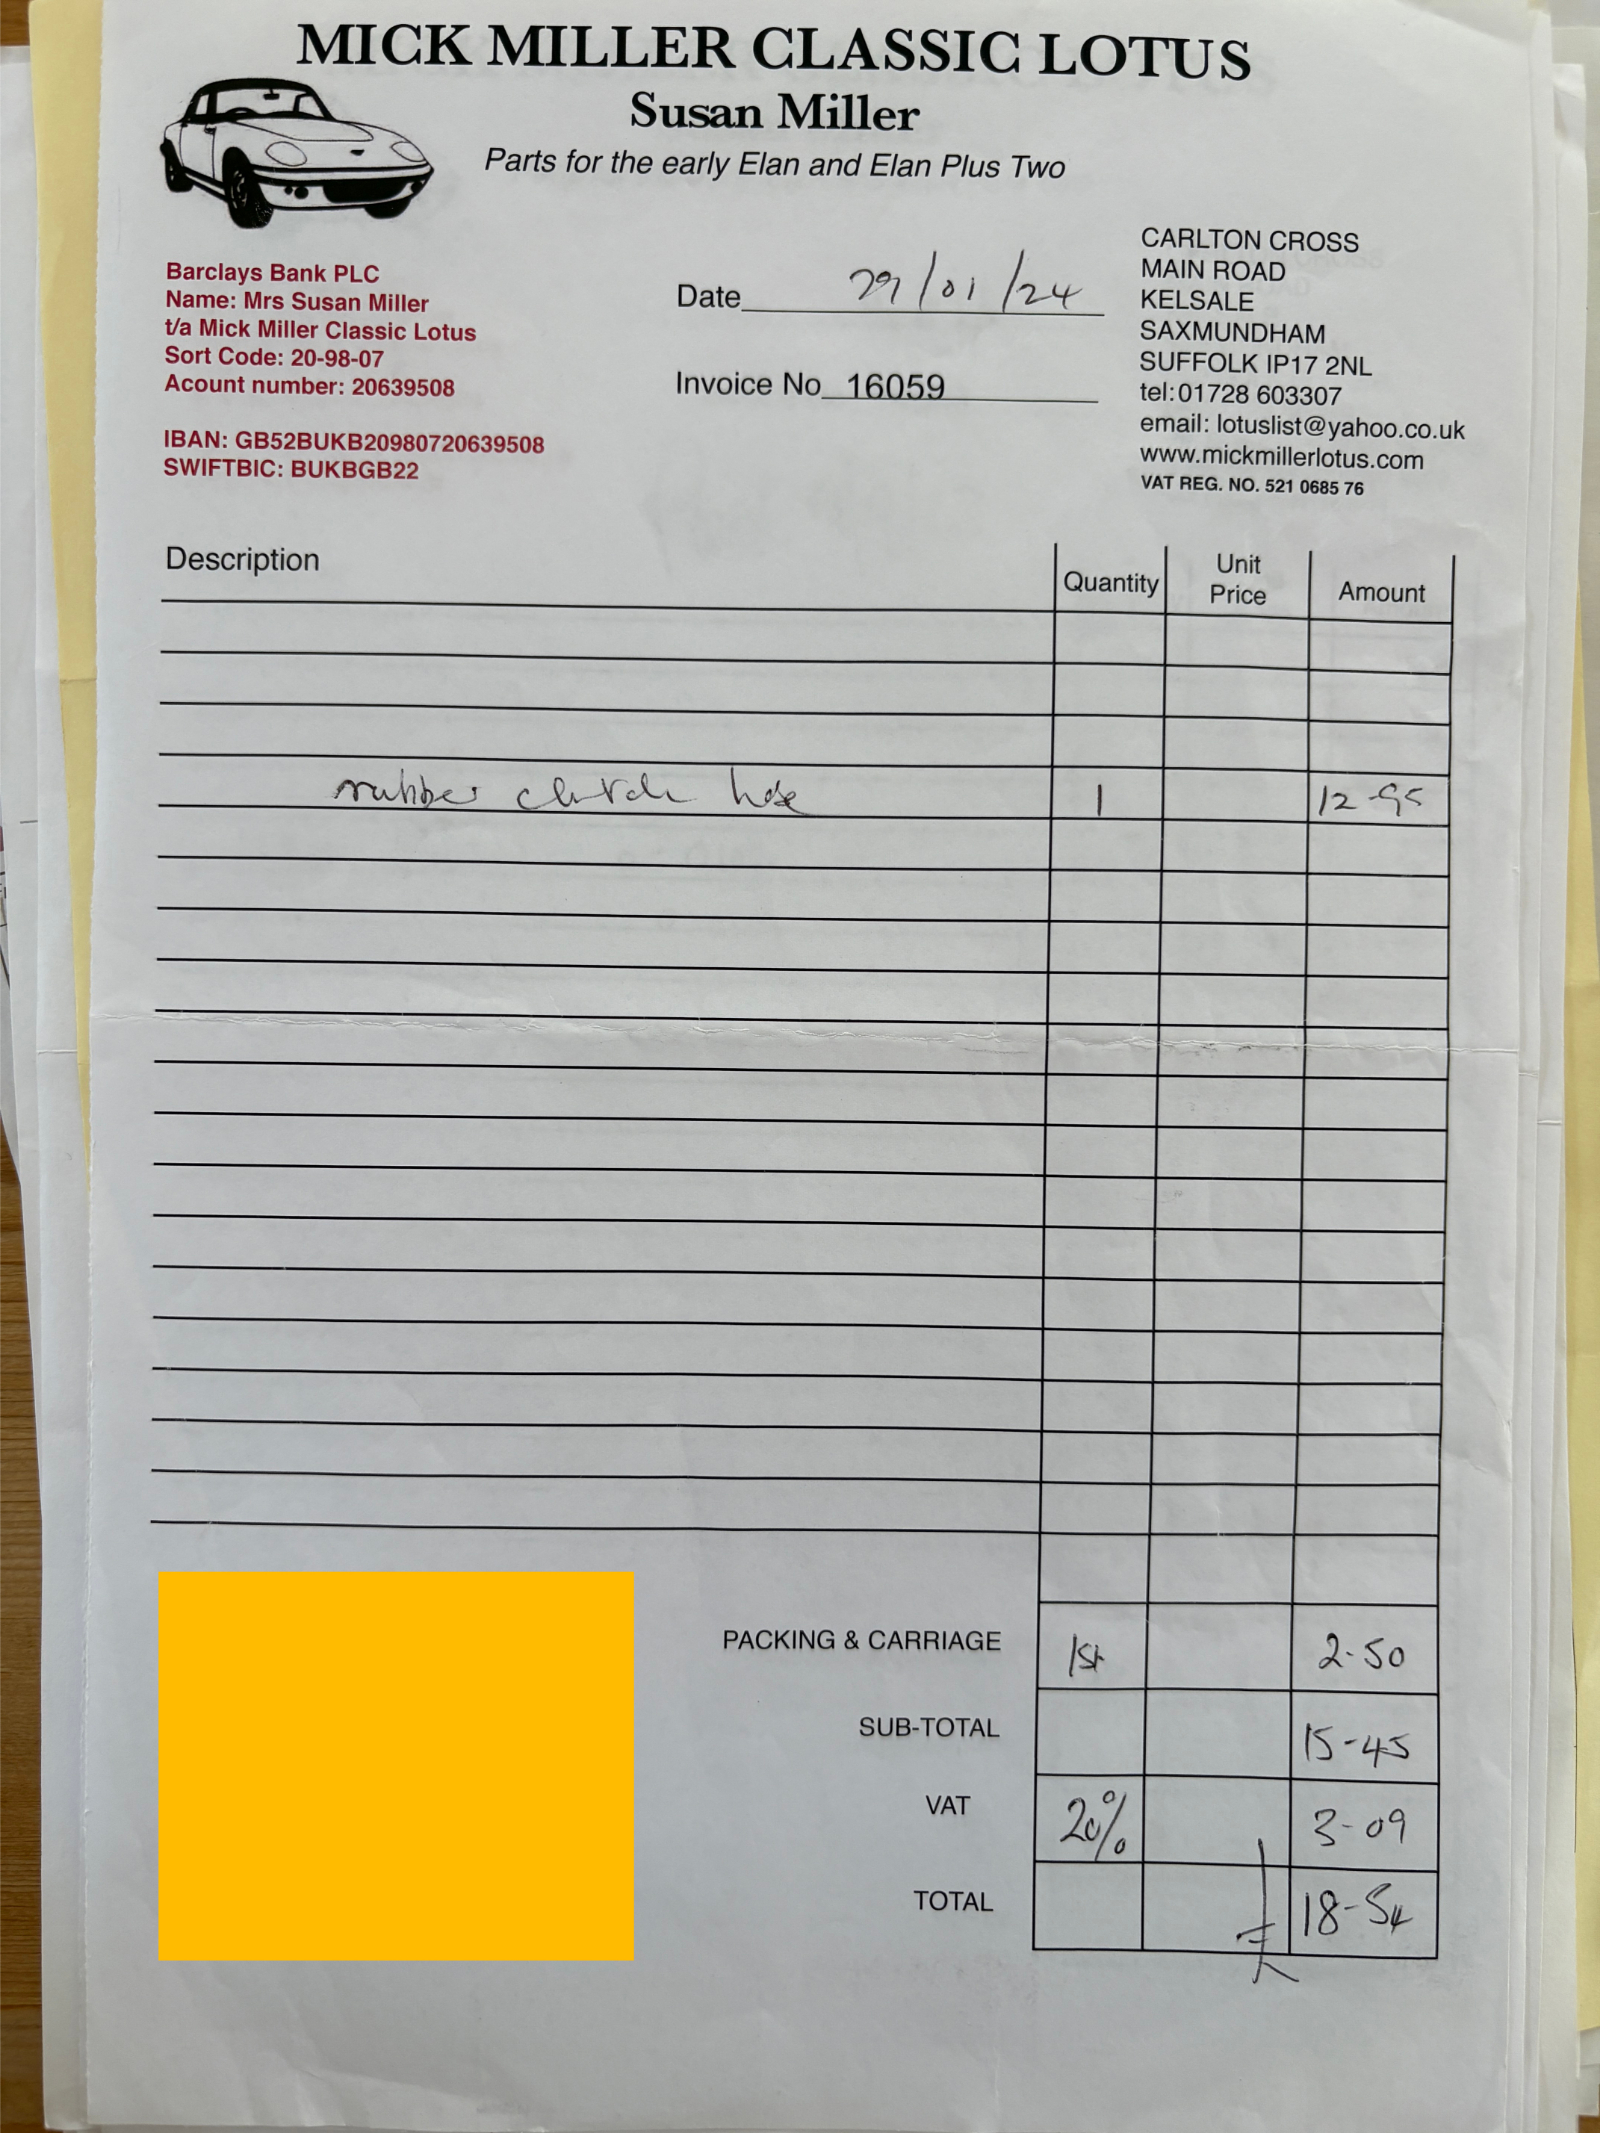 MICK MILLER CLASSIC LOTUS
Susan Miller
Parts for the early Elan and Elan Plus Two
Barclays Bank PLC
Name: Mrs Susan Miller
t/a Mick Miller Classic Lotus
Sort Code: 20-98-07
Acount number: 20639508
IBAN: GB52BUKB20980720639508
SWIFTBIC: BUKBGB22
Date 29/01/24
Invoice No 16059
CARLTON CROSS
MAIN ROAD
KELSALE
SAXMUNDHAM
SUFFOLK IP17 2NL
tel:01728 603307
email: lotuslist@yahoo.co.uk
www.mickmillerlotus.com
VAT REG. NO. 521 0685 76
Description Quantity Unit Price Amount
rubber clutch hose 1 12-95
PACKING & CARRIAGE 1st 2-50
SUB-TOTAL 15-45
VAT 20% 3-09
TOTAL £ 18-54